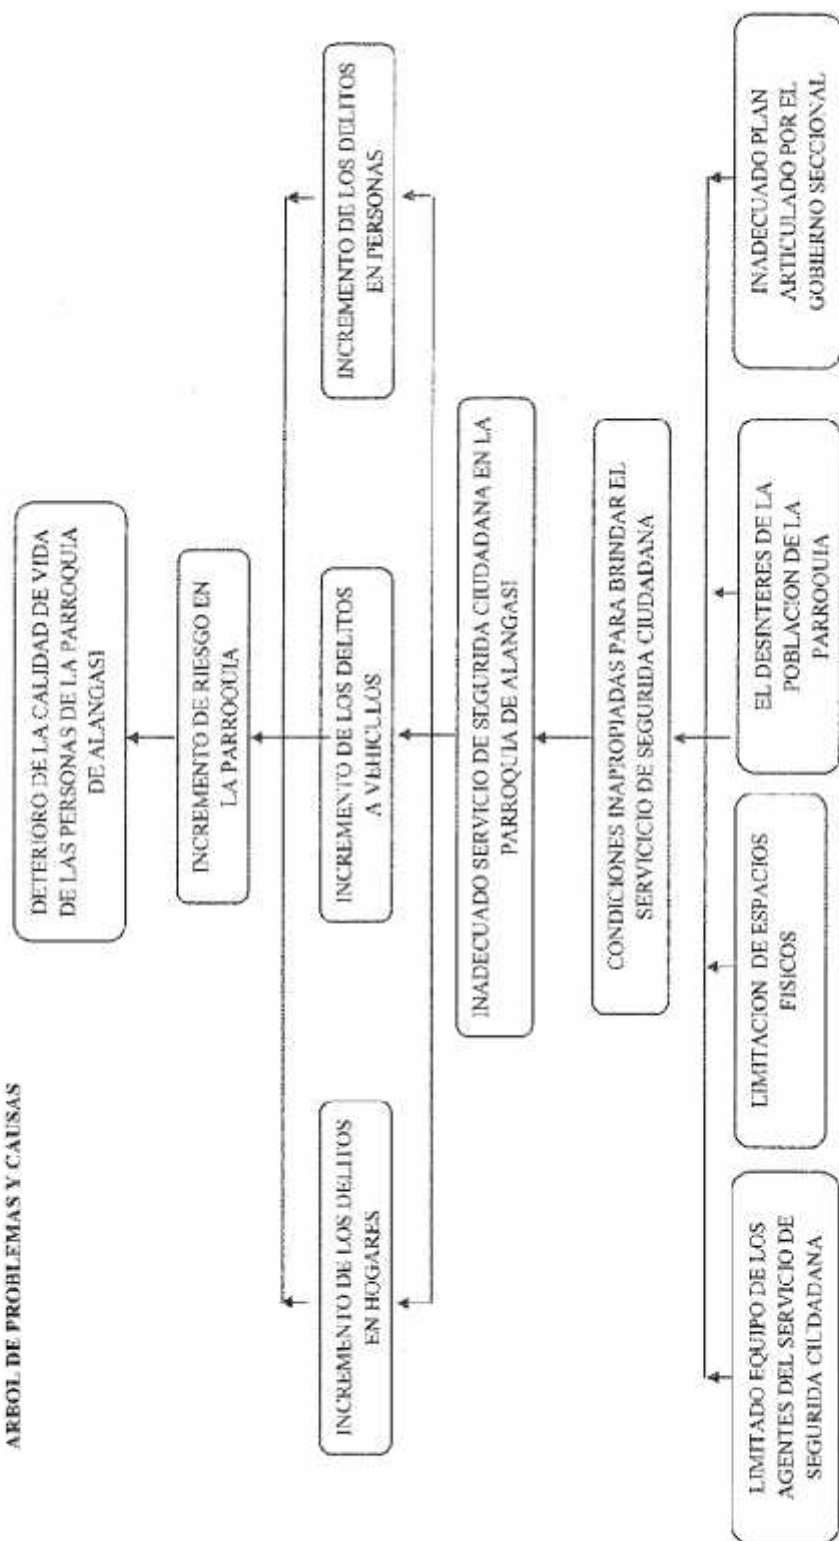 ARBOL DE PROBLEMAS Y CAUSAS
DETERIORO DE LA CALIDAD DE VIDA
DE LAS PERSONAS DE LA PARROQUIA
DE ALANGASI
INCREMENTO DE RIESGO EN
LA PARROQUIA
INCREMENTO DE LOS DELITOS
EN HOGARES
INCREMENTO DE LOS DELITOS
A VEHICULOS
INCREMENTO DE LOS DELITOS
EN PERSONAS
INADECUADO SERVICIO DE SEGURIDA CIUDADANA EN LA
PARROQUIA DE ALANGASI
CONDICIONES INAPROPIADAS PARA BRINDAR EL
SERVICICIO DE SEGURIDA CIUDADANA
LIMITADO EQUIPO DE LOS
AGENTES DEL SERVICIO DE
SEGURIDA CIUDADANA
LIMITACION DE ESPACIOS
FISICOS
EL DESINTERES DE LA
POBLACION DE LA
PARROQUIA
INADECUADO PLAN
ARTICULADO POR EL
GOBIERNO SECCIONAL